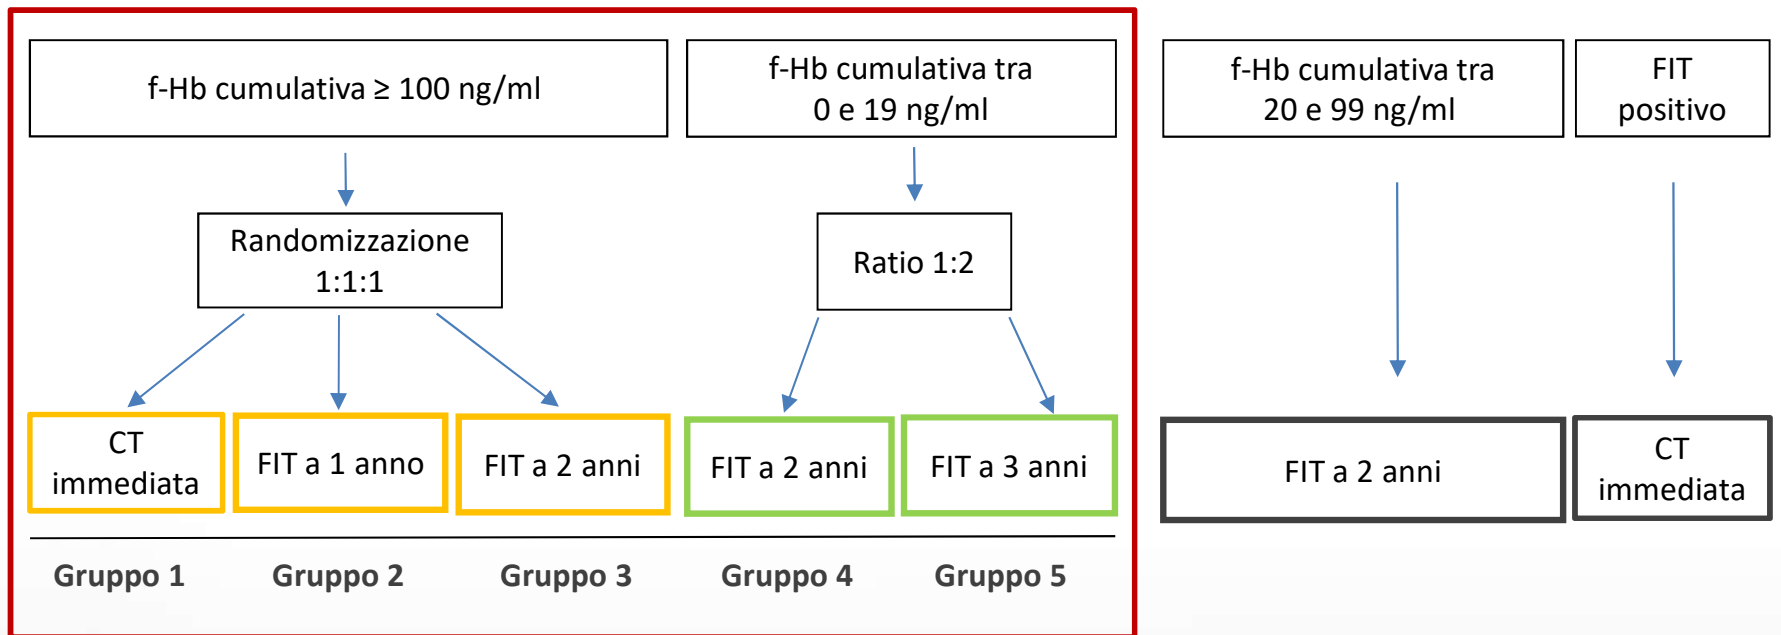 f-Hb cumulativa ≥ 100 ng/ml
f-Hb cumulativa tra
0 e 19 ng/ml
f-Hb cumulativa tra
20 e 99 ng/ml
FIT
positivo
Randomizzazione
1:1:1
Ratio 1:2
CT
immediata
FIT a 1 anno
FIT a 2 anni
FIT a 2 anni
FIT a 3 anni
FIT a 2 anni
CT
immediata
Gruppo 1
Gruppo 2
Gruppo 3
Gruppo 4
Gruppo 5